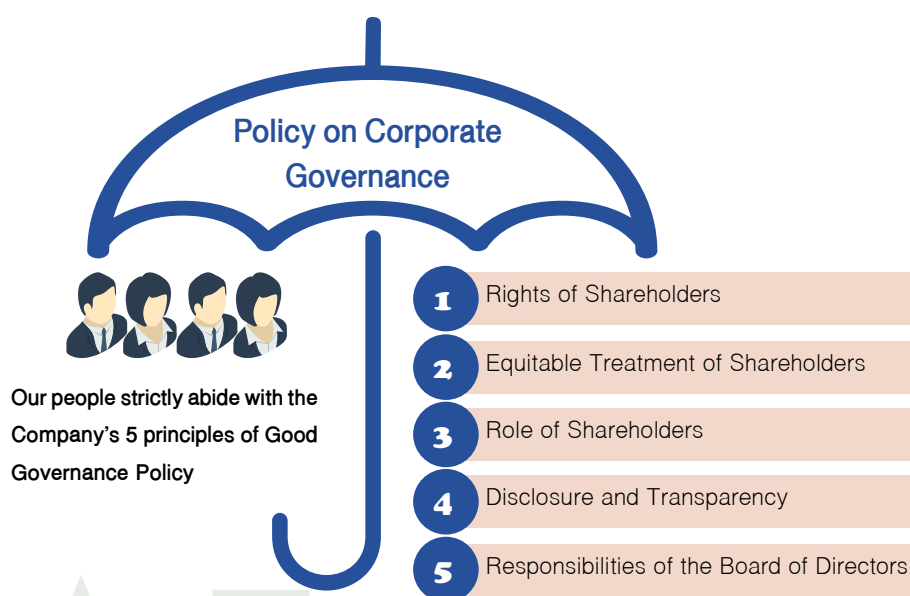 Policy on Corporate
Governance
Our people strictly abide with the
Company's 5 principles of Good
Governance Policy
1 Rights of Shareholders
2 Equitable Treatment of Shareholders
3 Role of Shareholders
4 Disclosure and Transparency
5 Responsibilities of the Board of Directors